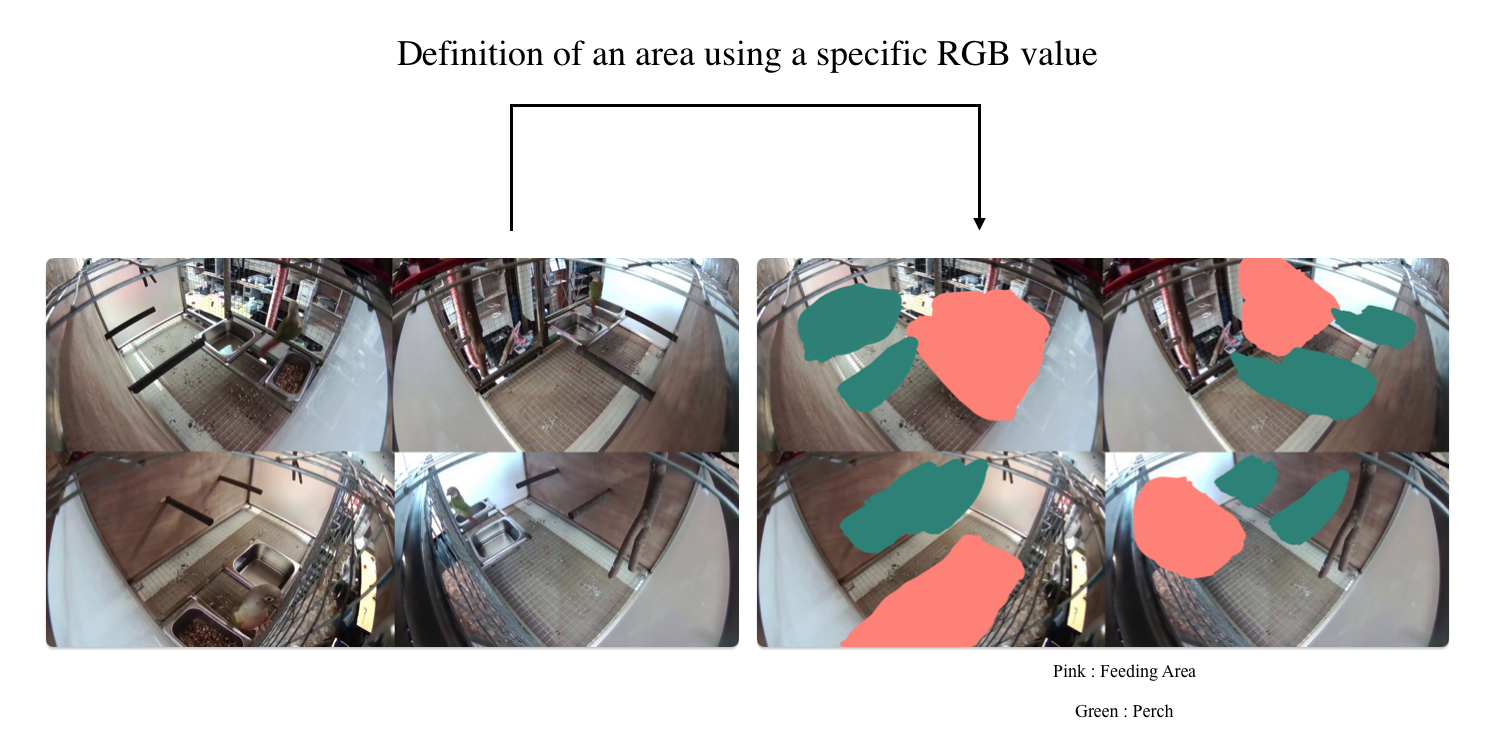 Definition of an area using a specific RGB value
Pink : Feeding Area
Green : Perch